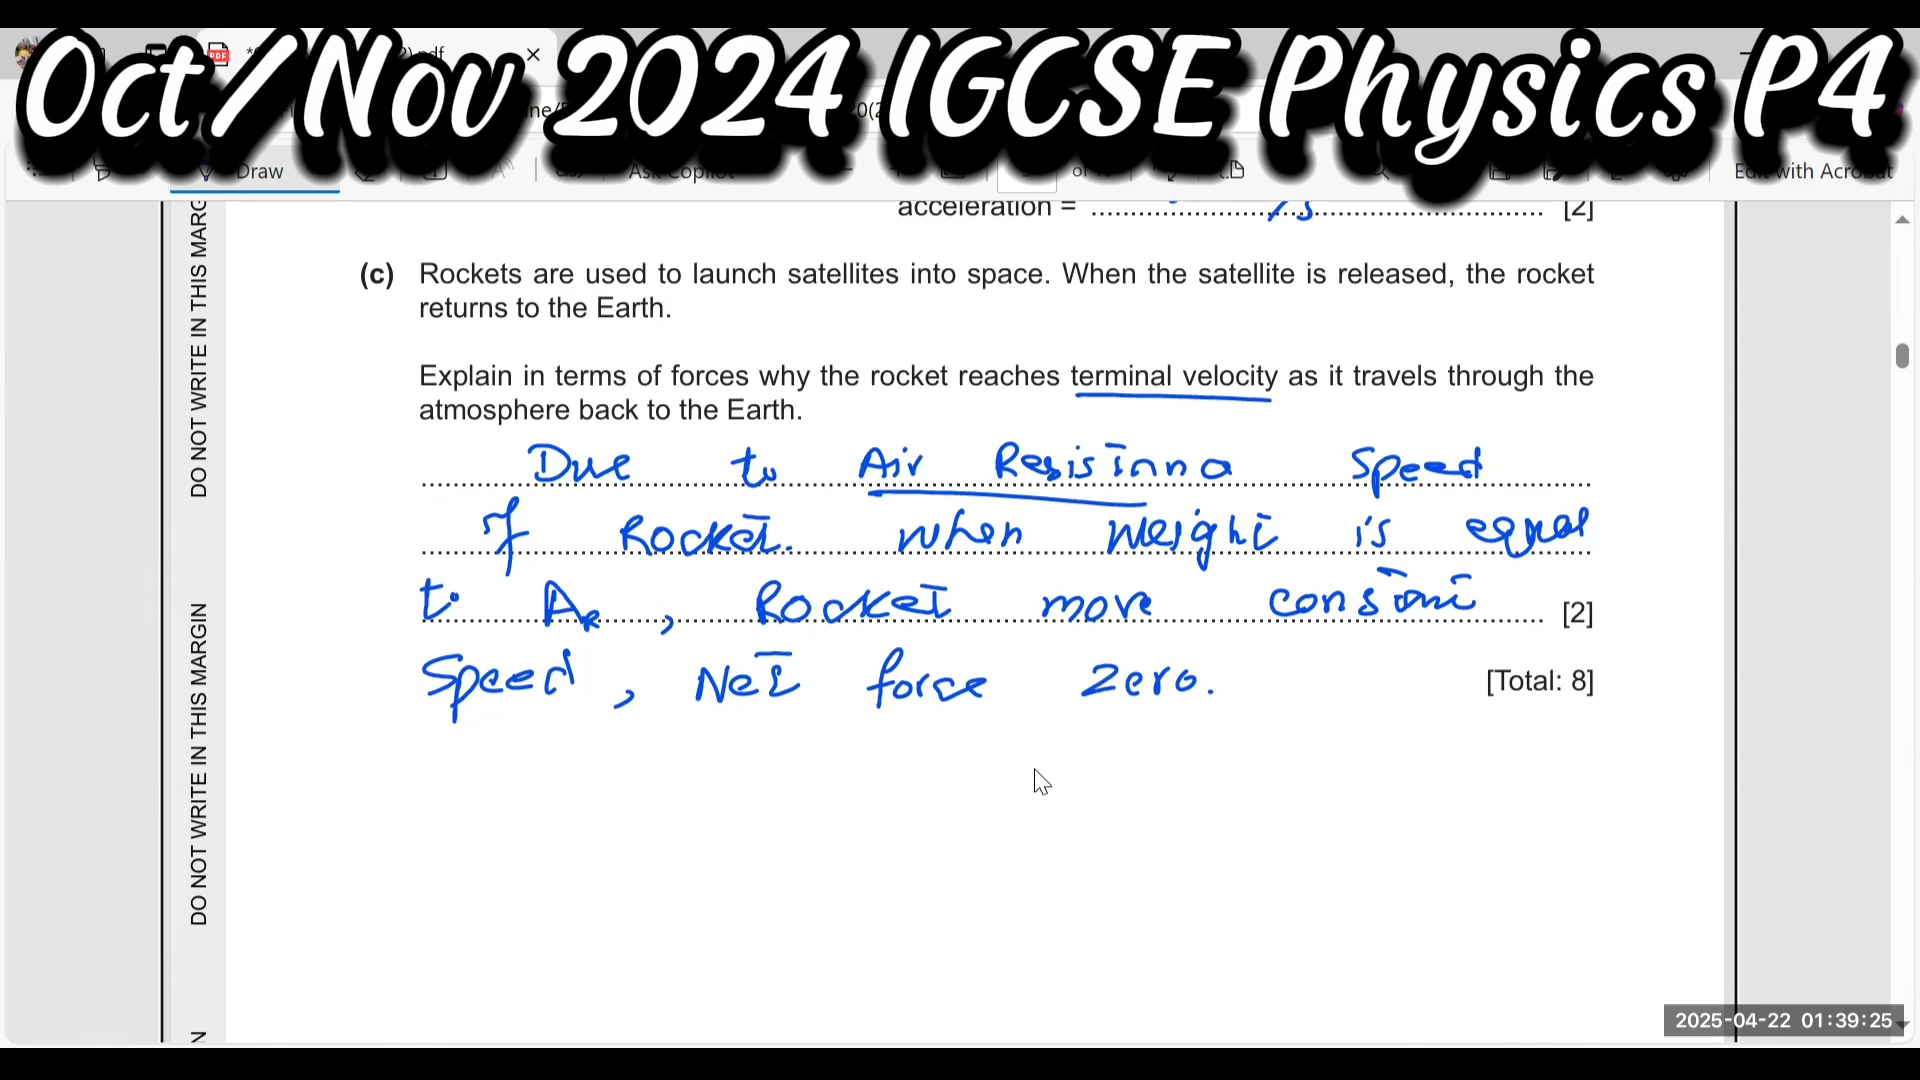 Oct/Nov 2024 IGCSE Physics P4
Draw
Ask Copilot
Edit with Acrobat
acceleration = [2]
(c) Rockets are used to launch satellites into space. When the satellite is released, the rocket
returns to the Earth.
Explain in terms of forces why the rocket reaches terminal velocity as it travels through the
atmosphere back to the Earth.
Due to Air Speed
of Rocket. when weight is equal
to AR, Rocket move constant [2]
Speed, Net force zero. [Total: 8]
DO NOT WRITE IN THIS MARG
DO NOT WRITE IN THIS MARGIN
N
2025-04-22 01:39:25